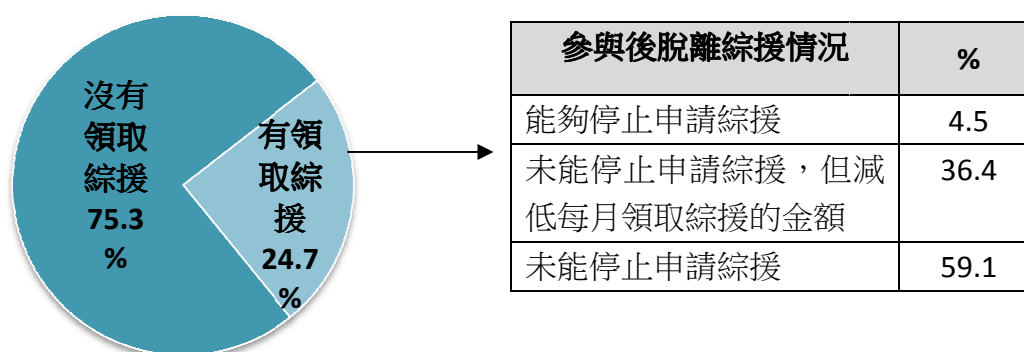 沒有
領取
綜援
75.3
%
有領
取綜
援
24.7
%
參與後脫離綜援情況 %
能夠停止申請綜援 4.5
未能停止申請綜援，但減 36.4
低每月領取綜援的金額
未能停止申請綜援 59.1